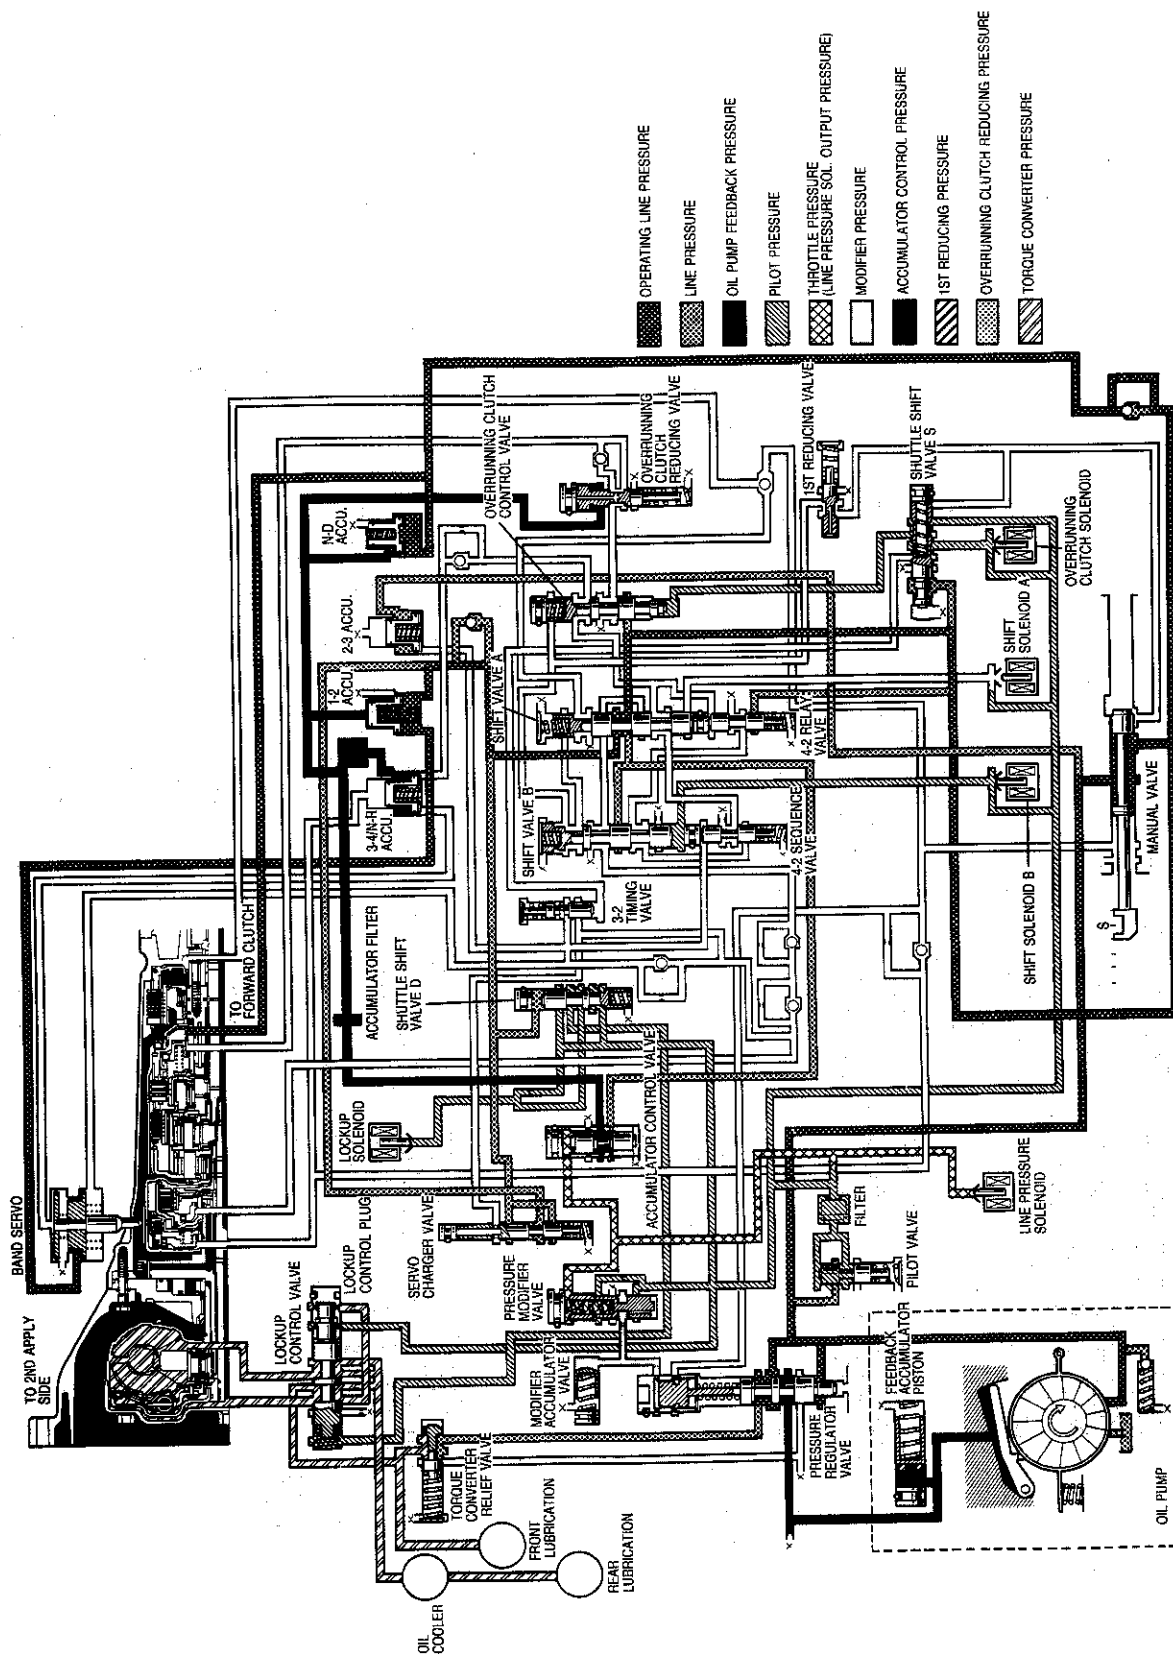 BAND SERVO
TO 2ND APPLY
SIDE
TO
FORWARD CLUTCH
LOCKUP
CONTROL VALVE
LOCKUP
CONTROL PLUG
LOCKUP
SOLENOID
ACCUMULATOR FILTER
SHUTTLE SHIFT
VALVE D
3-4/N-R
ACCU.
1-2
ACCU.
2-3 ACCU.
N-D
ACCU.
OVERRUNNING CLUTCH
CONTROL VALVE
OVERRUNNING
CLUTCH
REDUCING VALVE
SHIFT VALVE A
SHIFT VALVE B
SERVO
CHARGER VALVE
PRESSURE
MODIFIER
VALVE
ACCUMULATOR CONTROL VALVE
3-2
TIMING
VALVE
4-2 SEQUENCE
VALVE
4-2 RELAY
VALVE
1ST REDUCING VALVE
SHUTTLE SHIFT
VALVE S
OIL
COOLER
FRONT
LUBRICATION
REAR
LUBRICATION
TORQUE
CONVERTER
RELIEF VALVE
MODIFIER
ACCUMULATOR
VALVE
PRESSURE
REGULATOR
VALVE
FEEDBACK
ACCUMULATOR
PISTON
OIL PUMP
PILOT VALVE
FILTER
LINE PRESSURE
SOLENOID
SHIFT SOLENOID B
SHIFT
SOLENOID A
OVERRUNNING
CLUTCH SOLENOID
S
MANUAL VALVE
OPERATING LINE PRESSURE
LINE PRESSURE
OIL PUMP FEEDBACK PRESSURE
PILOT PRESSURE
THROTTLE PRESSURE
(LINE PRESSURE SOL. OUTPUT PRESSURE)
MODIFIER PRESSURE
ACCUMULATOR CONTROL PRESSURE
1ST REDUCING PRESSURE
OVERRUNNING CLUTCH REDUCING PRESSURE
TORQUE CONVERTER PRESSURE